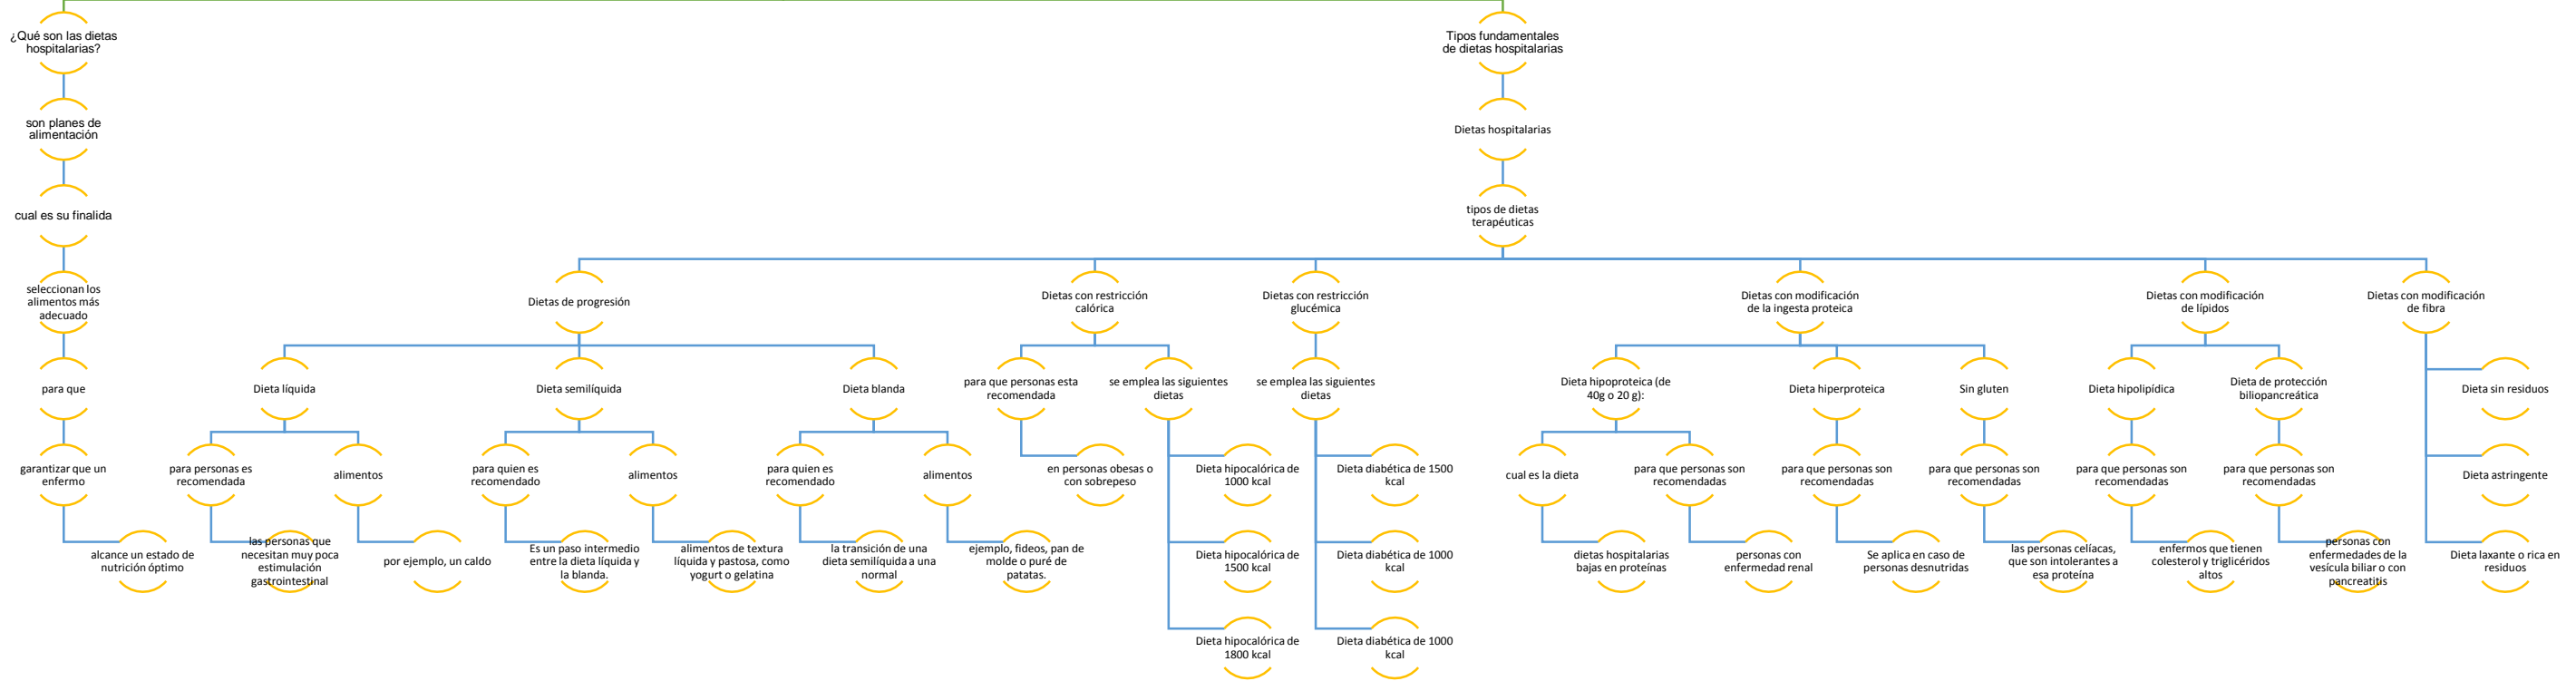 ¿Qué son las dietas
hospitalarias?
son planes de
alimentación
cual es su finalida
seleccionan los
alimentos más
adecuado
para que
garantizar que un
enfermo
alcance un estado de
nutrición óptimo
Tipos fundamentales
de dietas hospitalarias
Dietas hospitalarias
tipos de dietas
terapéuticas
Dietas de progresión
Dieta líquida
para personas es
recomendada
las personas que
necesitan muy poca
estimulación
gastrointestinal
alimentos
por ejemplo, un caldo
Dieta semilíquida
para quien es
recomendado
Es un paso intermedio
entre la dieta líquida y
la blanda.
alimentos
alimentos de textura
líquida y pastosa, como
yogurt o gelatina
Dieta blanda
para quien es
recomendado
la transición de una
dieta semilíquida a una
normal
alimentos
ejemplo, fideos, pan de
molde o puré de
patatas.
Dietas con restricción
calórica
para que personas esta
recomendada
en personas obesas o
con sobrepeso
se emplea las siguientes
dietas
Dieta hipocalórica de
1000 kcal
Dieta hipocalórica de
1500 kcal
Dieta hipocalórica de
1800 kcal
Dietas con restricción
glucémica
se emplea las siguientes
dietas
Dieta diabética de 1500
kcal
Dieta diabética de 1000
kcal
Dieta diabética de 1000
kcal
Dietas con modificación
de la ingesta proteica
Dieta hipoproteica (de
40g o 20 g):
cual es la dieta
dietas hospitalarias
bajas en proteínas
para que personas son
recomendadas
personas con
enfermedad renal
Dieta hiperproteica
para que personas son
recomendadas
Se aplica en caso de
personas desnutridas
Sin gluten
para que personas son
recomendadas
las personas celíacas,
que son intolerantes a
esa proteína
Dietas con modificación
de lípidos
Dieta hipolipídica
para que personas son
recomendadas
enfermos que tienen
colesterol y triglicéridos
altos
Dieta de protección
biliopancreática
para que personas son
recomendadas
personas con
enfermedades de la
vesícula biliar o con
pancreatitis
Dietas con modificación
de fibra
Dieta sin residuos
Dieta astringente
Dieta laxante o rica en
residuos